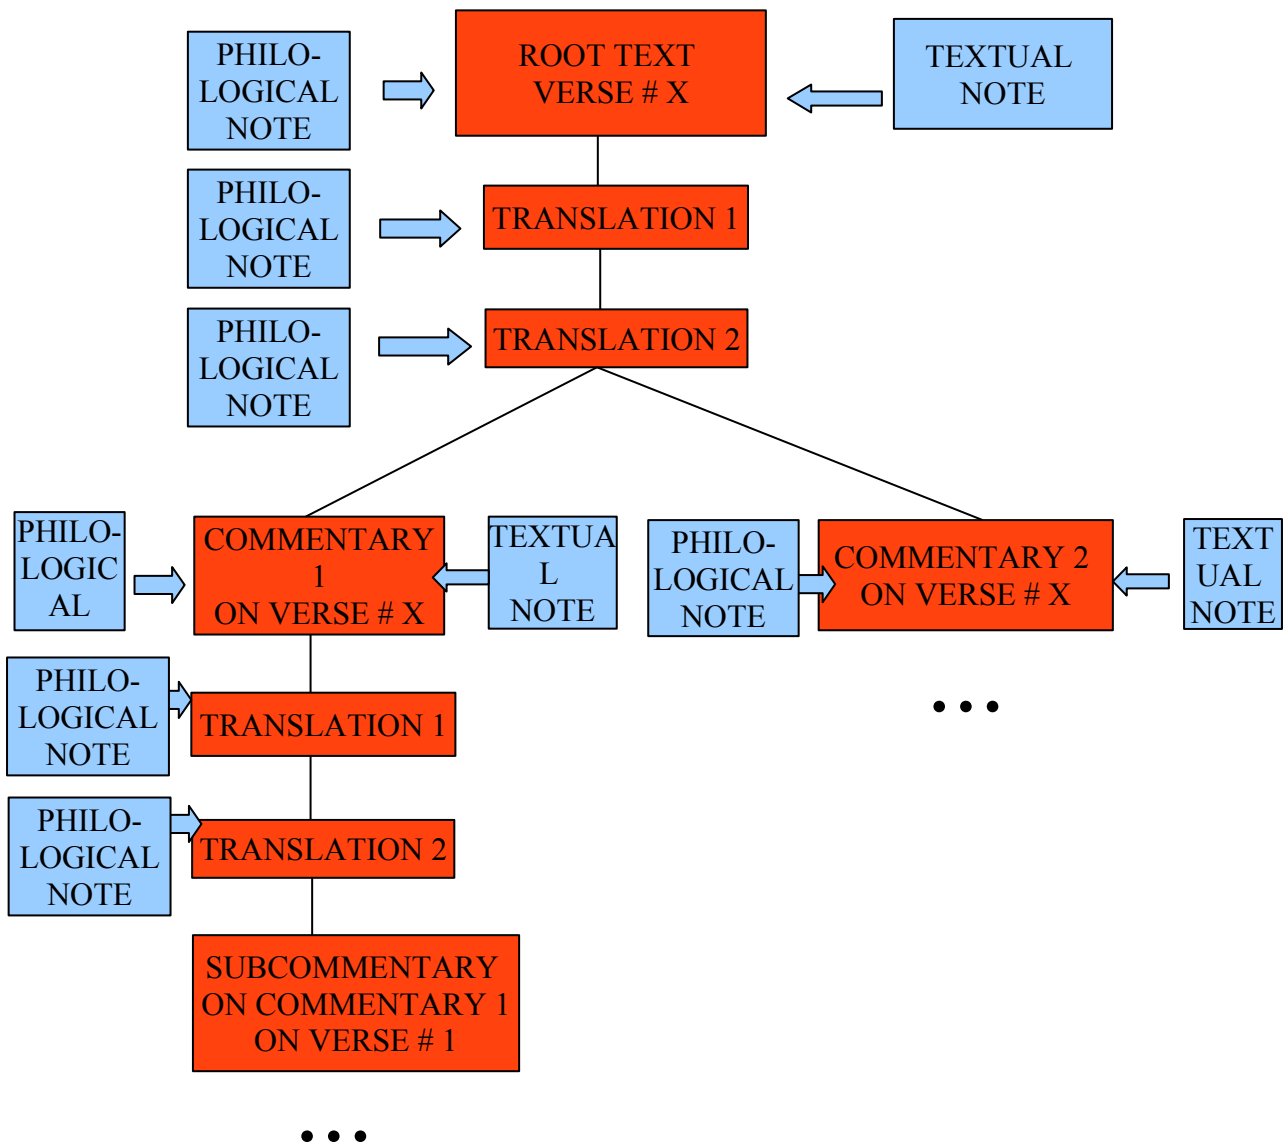 PHILO-
LOGICAL
NOTE
ROOT TEXT
VERSE # X
TEXTUAL
NOTE
PHILO-
LOGICAL
NOTE
TRANSLATION 1
PHILO-
LOGICAL
NOTE
TRANSLATION 2
PHILO-
LOGIC
AL
COMMENTARY
1
ON VERSE # X
TEXTUA
L
NOTE
PHILO-
LOGICAL
NOTE
COMMENTARY 2
ON VERSE # X
TEXT
UAL
NOTE
PHILO-
LOGICAL
NOTE
TRANSLATION 1
• • •
PHILO-
LOGICAL
NOTE
TRANSLATION 2
SUBCOMMENTARY
ON COMMENTARY 1
ON VERSE # 1
• • •